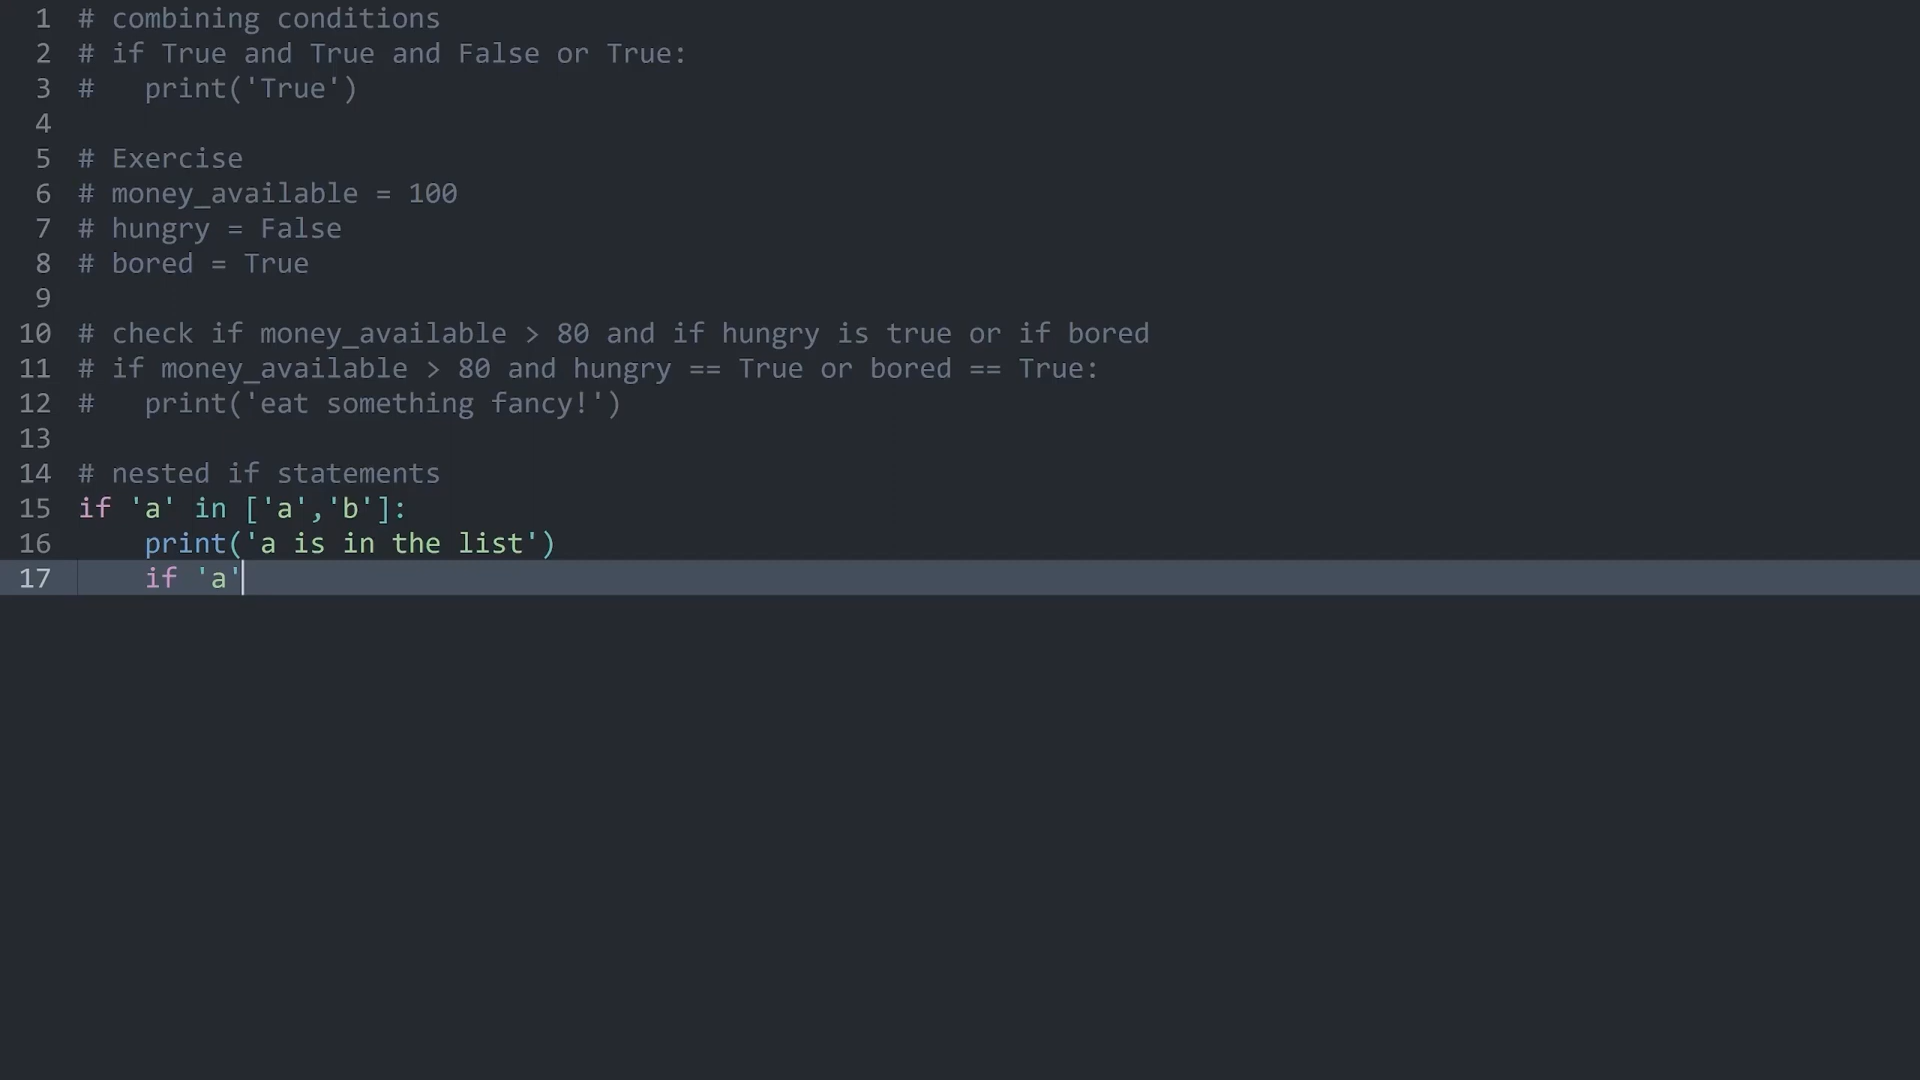 1 # combining conditions
2 # if True and True and False or True:
3 #   print('True')
4
5 # Exercise
6 # money_available = 100
7 # hungry = False
8 # bored = True
9
10 # check if money_available > 80 and if hungry is true or if bored
11 # if money_available > 80 and hungry == True or bored == True:
12 #   print('eat something fancy!')
13
14 # nested if statements
15 if 'a' in ['a','b']:
16     print('a is in the list')
17     if 'a'